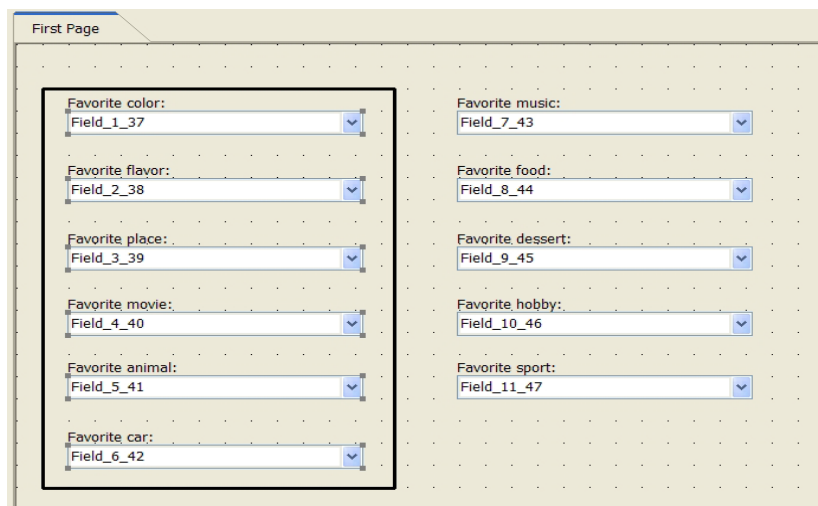 First Page
Favorite color:
Field_1_37
Favorite flavor:
Field_2_38
Favorite place:
Field_3_39
Favorite movie:
Field_4_40
Favorite animal:
Field_5_41
Favorite car:
Field_6_42
Favorite music:
Field_7_43
Favorite food:
Field_8_44
Favorite dessert:
Field_9_45
Favorite hobby:
Field_10_46
Favorite sport:
Field_11_47